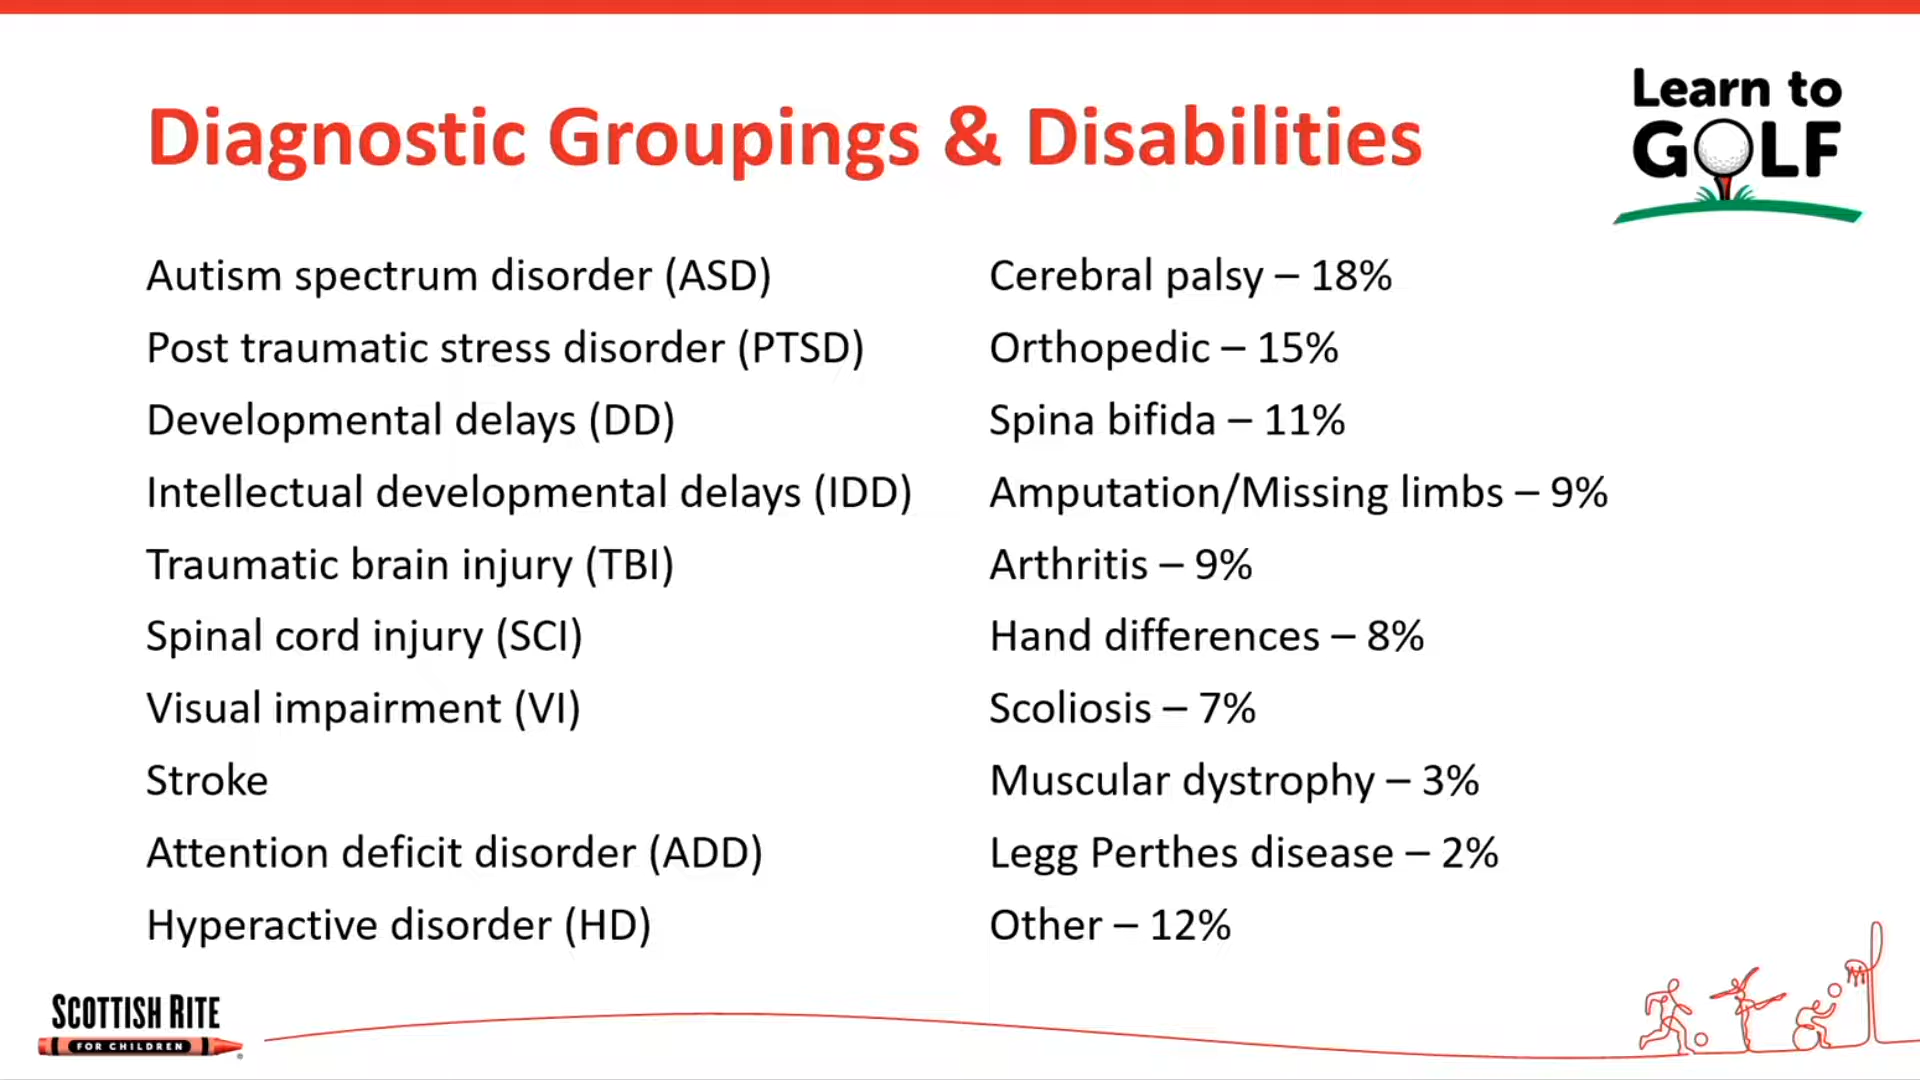 Diagnostic Groupings & Disabilities
Learn to
GOLF
Autism spectrum disorder (ASD)
Post traumatic stress disorder (PTSD)
Developmental delays (DD)
Intellectual developmental delays (IDD)
Traumatic brain injury (TBI)
Spinal cord injury (SCI)
Visual impairment (VI)
Stroke
Attention deficit disorder (ADD)
Hyperactive disorder (HD)
Cerebral palsy – 18%
Orthopedic – 15%
Spina bifida – 11%
Amputation/Missing limbs – 9%
Arthritis – 9%
Hand differences – 8%
Scoliosis – 7%
Muscular dystrophy – 3%
Legg Perthes disease – 2%
Other – 12%
SCOTTISH RITE
FOR CHILDREN
®